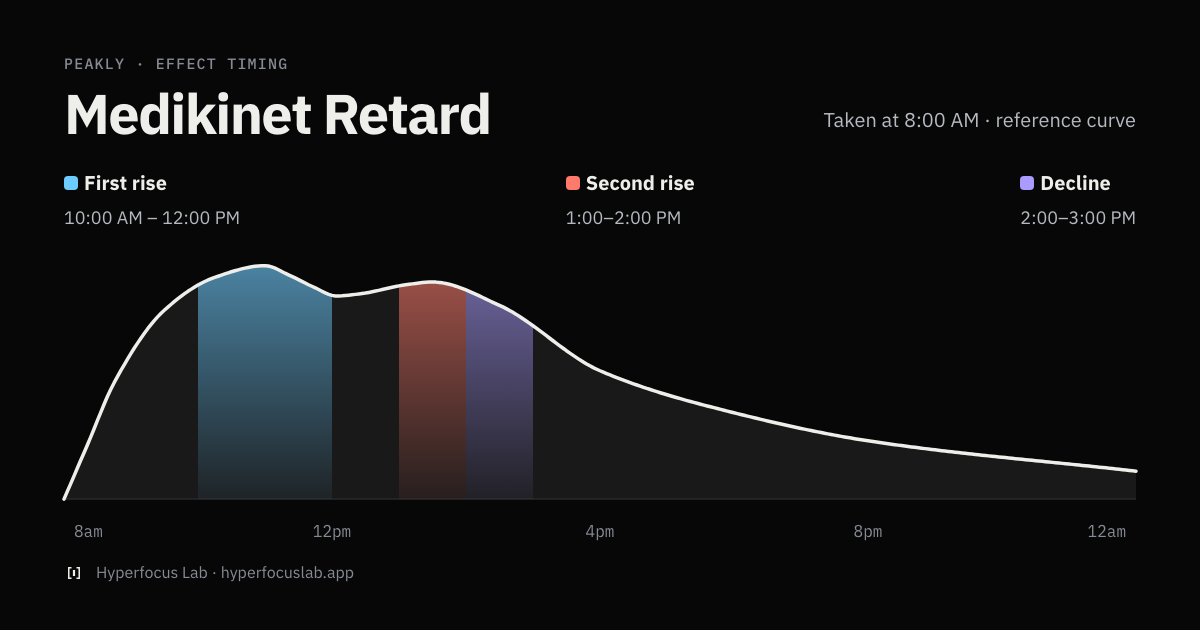 PEAKLY · EFFECT TIMING
Medikinet Retard
Taken at 8:00 AM · reference curve
First rise
10:00 AM – 12:00 PM
Second rise
1:00–2:00 PM
Decline
2:00–3:00 PM
8am 12pm 4pm 8pm 12am
Hyperfocus Lab · hyperfocuslab.app